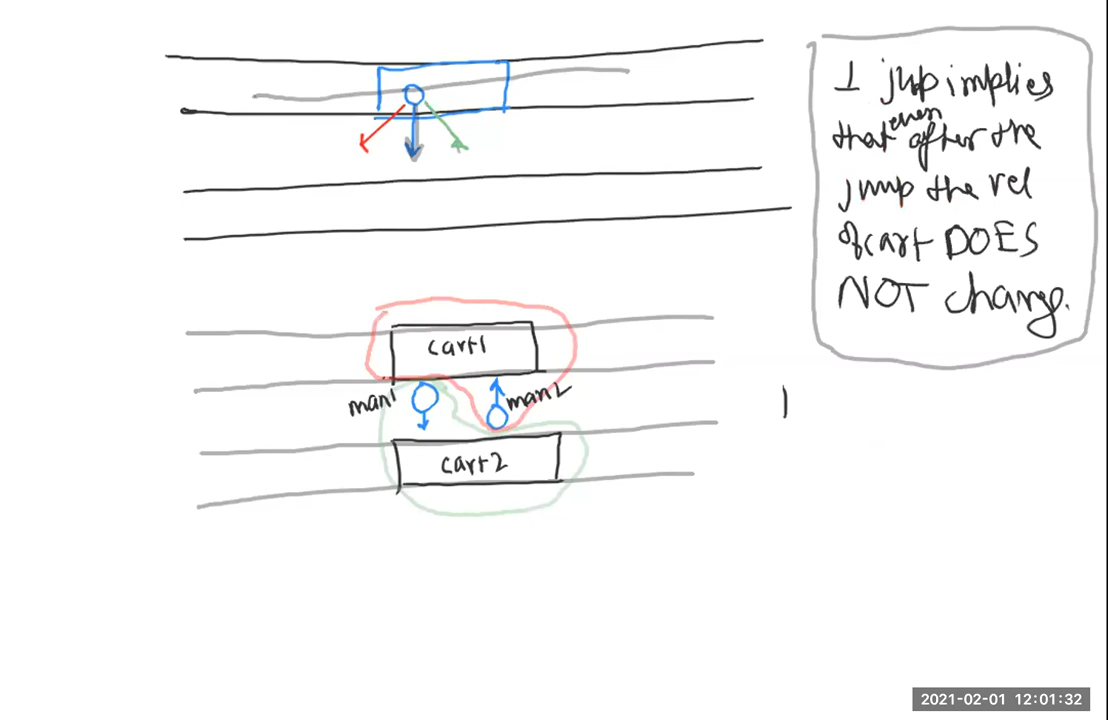 ⊥ jump implies
that even after the
jump the vel
of cart DOES
NOT change.
cart1
man1
man2
cart2
2021-02-01 12:01:32